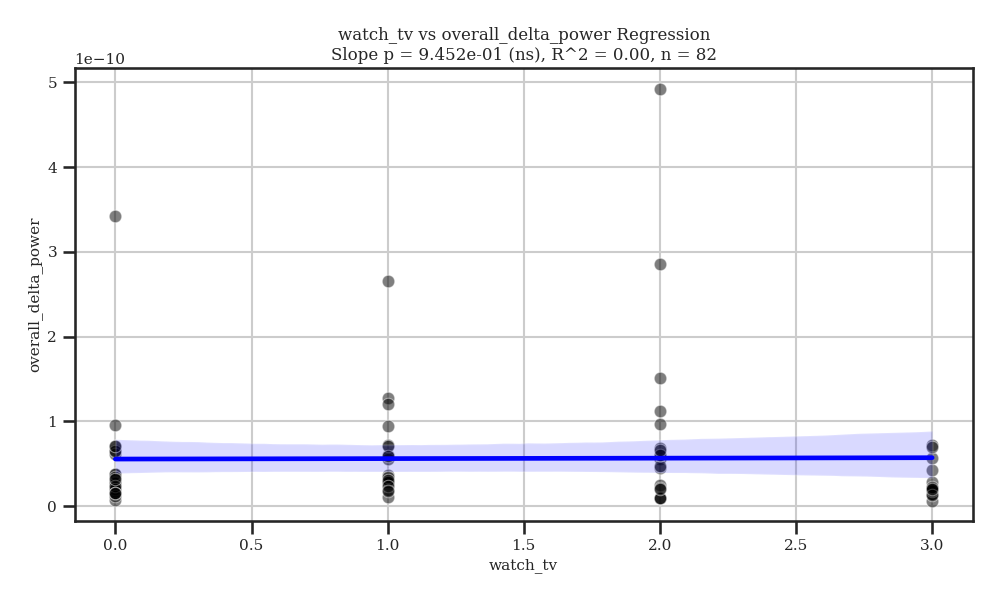 watch_tv vs overall_delta_power Regression
Slope p = 9.452e-01 (ns), R^2 = 0.00, n = 82
1e−10
5
4
3
2
1
0
overall_delta_power
0.0 0.5 1.0 1.5 2.0 2.5 3.0
watch_tv